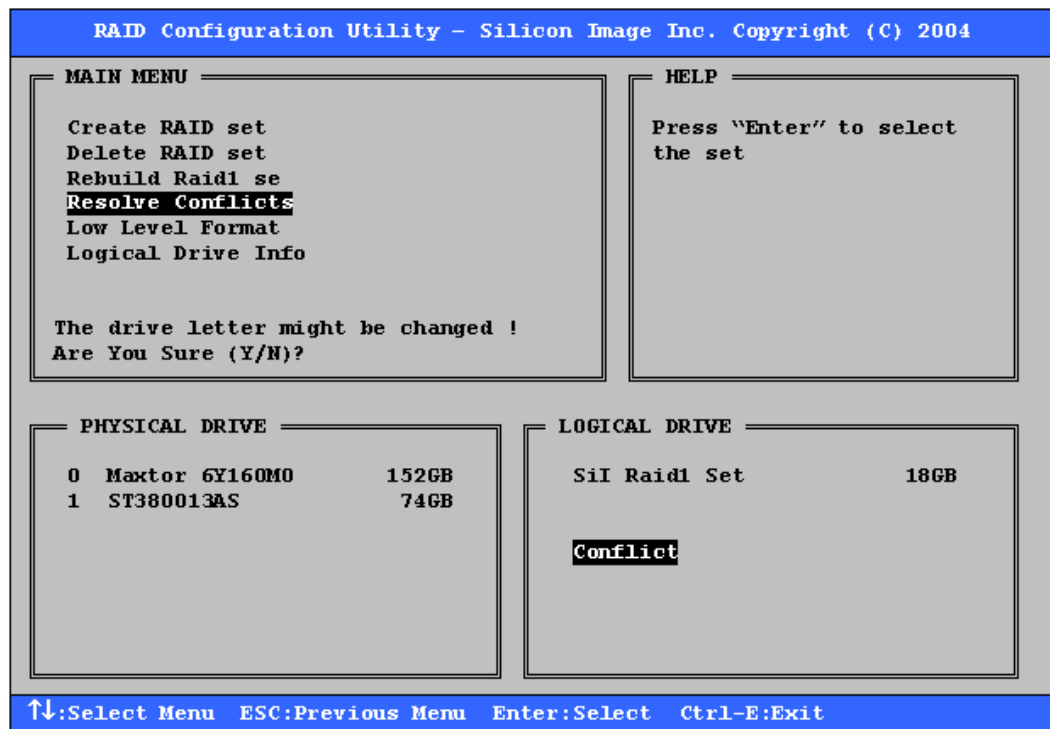 RAID Configuration Utility – Silicon Image Inc. Copyright (C) 2004
MAIN MENU
Create RAID set
Delete RAID set
Rebuild Raid1 se
Resolve Conflicts
Low Level Format
Logical Drive Info
The drive letter might be changed !
Are You Sure (Y/N)?
HELP
Press “Enter” to select
the set
PHYSICAL DRIVE
0 Maxtor 6Y160M0 152GB
1 ST380013AS 74GB
LOGICAL DRIVE
SiI Raid1 Set 18GB
Conflict
↑↓:Select Menu ESC:Previous Menu Enter:Select Ctrl-E:Exit